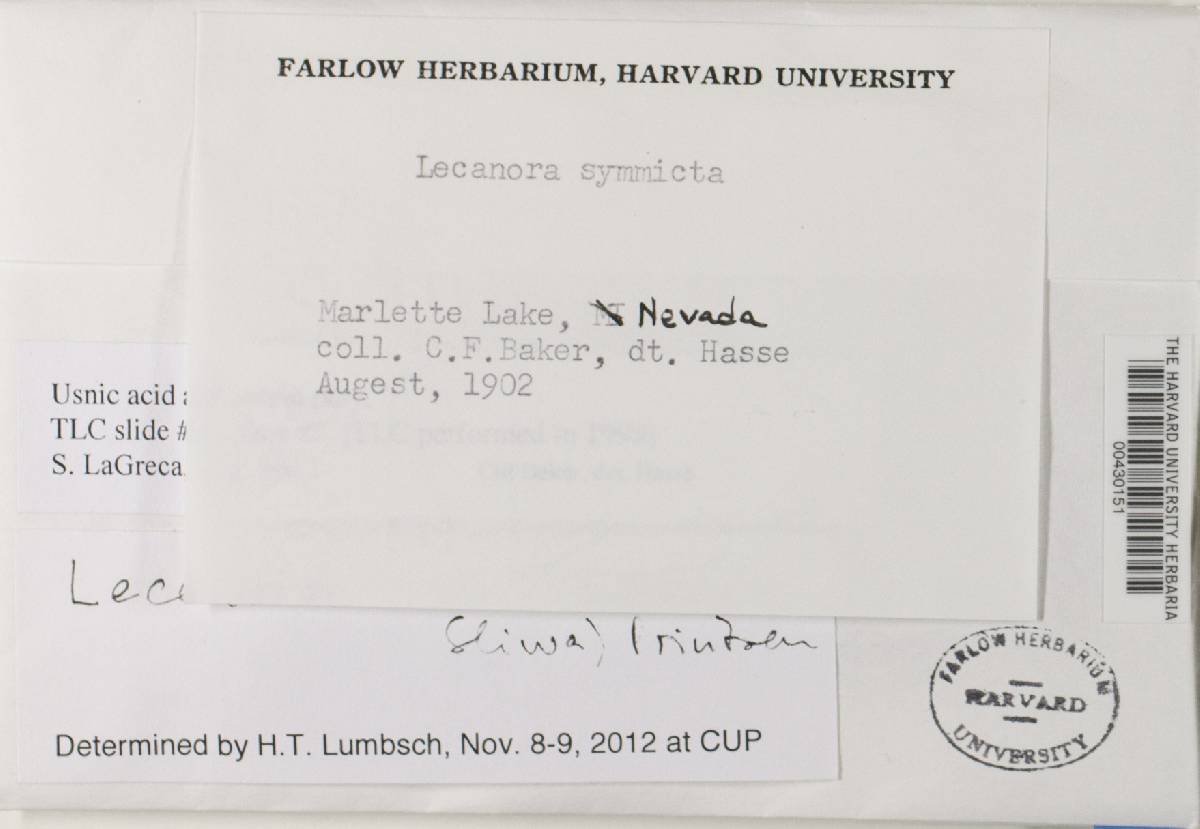 FARLOW HERBARIUM, HARVARD UNIVERSITY
Lecanora symmicta
Marlette Lake, Nevada
coll. C.F.Baker, dt. Hasse
Augest, 1902
Usnic acid
TLC slide #
S. LaGreca
Lec
Sliwa, Printzen
Determined by H.T. Lumbsch, Nov. 8-9, 2012 at CUP
THE HARVARD UNIVERSITY HERBARIA
00430151
FARLOW HERBARIUM
HARVARD
UNIVERSITY